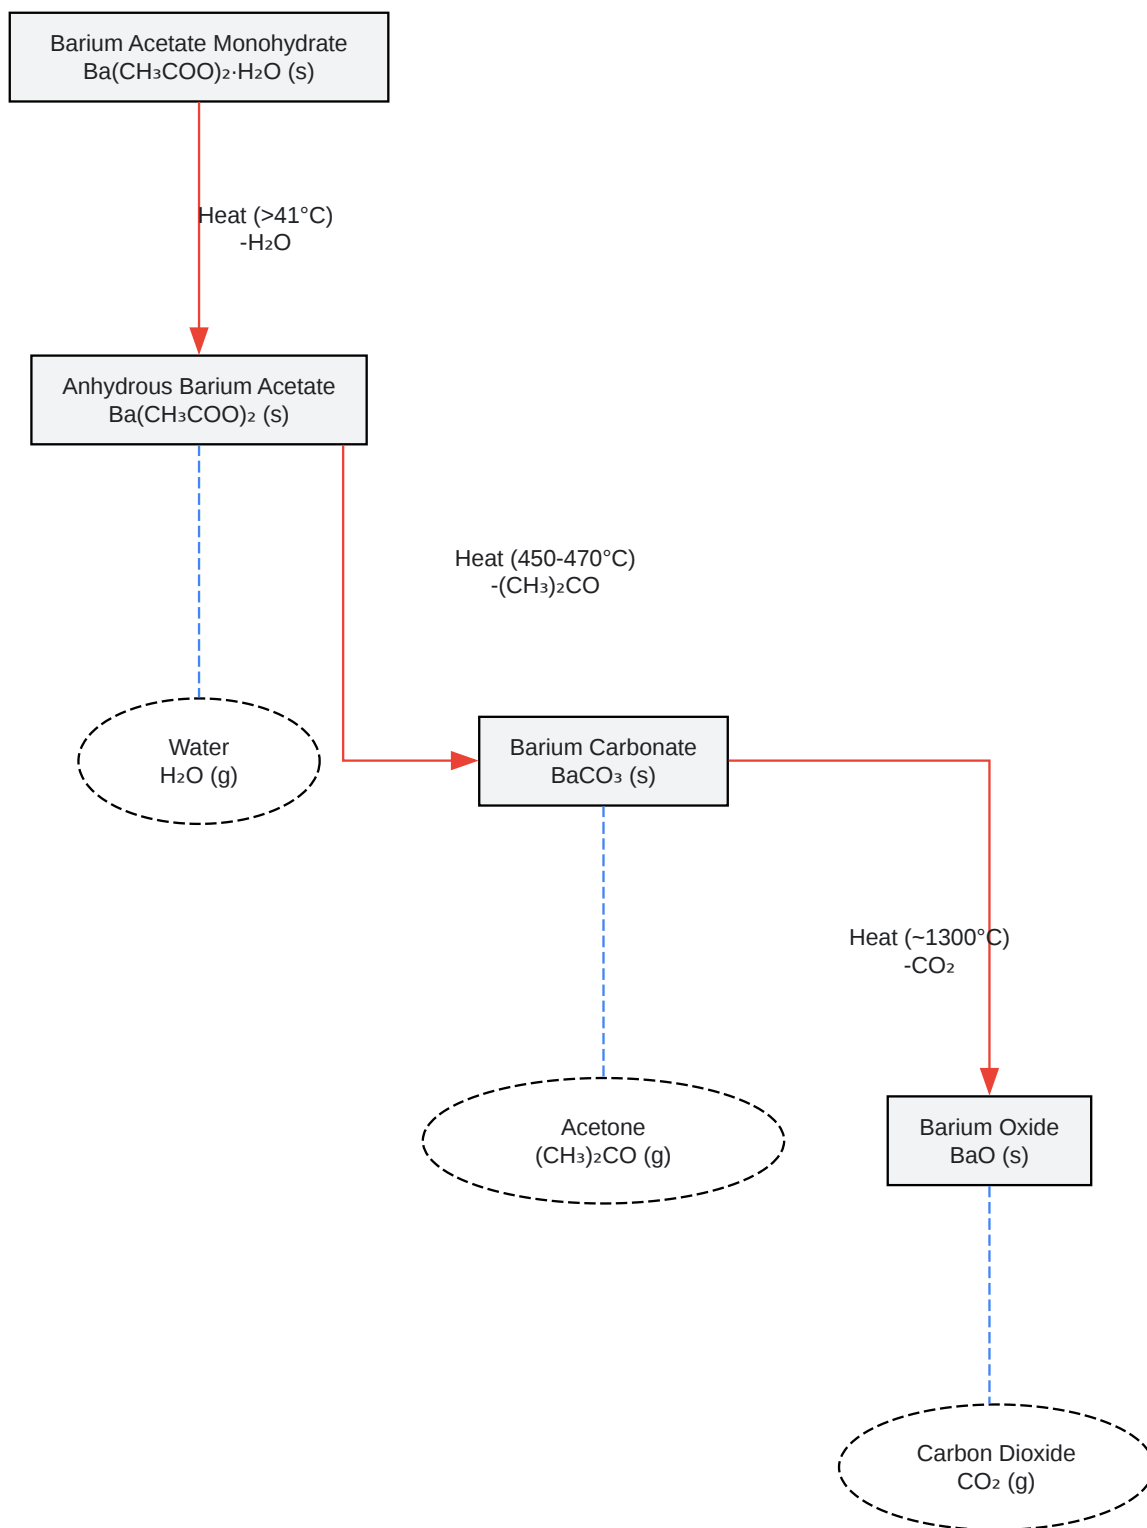 Barium Acetate Monohydrate
Ba(CH₃COO)₂·H₂O (s)
Heat (>41°C)
-H₂O
Anhydrous Barium Acetate
Ba(CH₃COO)₂ (s)
Heat (450-470°C)
-(CH₃)₂CO
Water
H₂O (g)
Barium Carbonate
BaCO₃ (s)
Heat (~1300°C)
-CO₂
Acetone
(CH₃)₂CO (g)
Barium Oxide
BaO (s)
Carbon Dioxide
CO₂ (g)